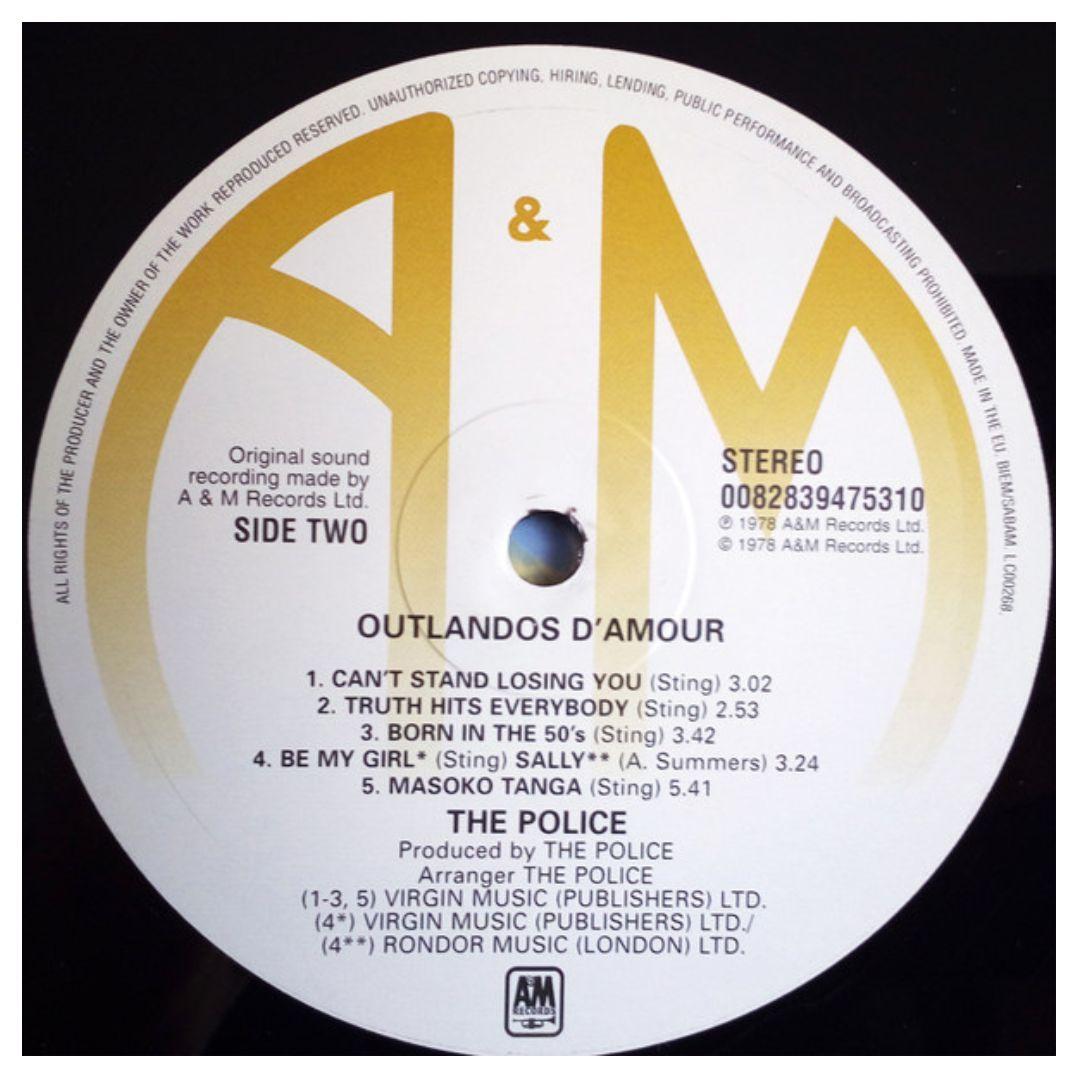 ALL RIGHTS OF THE PRODUCER AND THE OWNER OF THE WORK REPRODUCED RESERVED. UNAUTHORIZED COPYING, HIRING, LENDING, PUBLIC PERFORMANCE AND BROADCASTING PROHIBITED. MADE IN THE EU. BIEM/SABAM. LC00268.
A & M
Original sound
recording made by
A & M Records Ltd.
SIDE TWO
STEREO
0082839475310
℗ 1978 A&M Records Ltd.
© 1978 A&M Records Ltd.
OUTLANDOS D'AMOUR
1. CAN'T STAND LOSING YOU (Sting) 3.02
2. TRUTH HITS EVERYBODY (Sting) 2.53
3. BORN IN THE 50's (Sting) 3.42
4. BE MY GIRL* (Sting) SALLY** (A. Summers) 3.24
5. MASOKO TANGA (Sting) 5.41
THE POLICE
Produced by THE POLICE
Arranger THE POLICE
(1-3, 5) VIRGIN MUSIC (PUBLISHERS) LTD.
(4*) VIRGIN MUSIC (PUBLISHERS) LTD./
(4**) RONDOR MUSIC (LONDON) LTD.
A&M
RECORDS